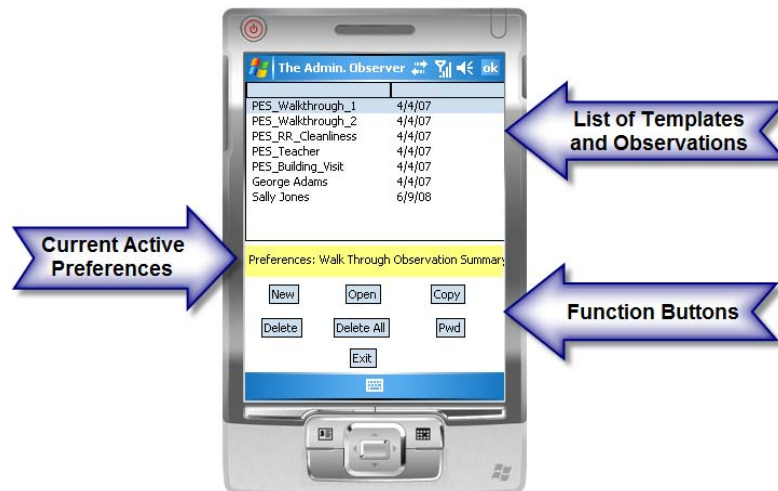 The Admin. Observer ok
PES_Walkthrough_1 4/4/07
PES_Walkthrough_2 4/4/07
PES_RR_Cleanliness 4/4/07
PES_Teacher 4/4/07
PES_Building_Visit 4/4/07
George Adams 4/4/07
Sally Jones 6/9/08
Preferences: Walk Through Observation Summary
New Open Copy
Delete Delete All Pwd
Exit
List of Templates
and Observations
Current Active
Preferences
Function Buttons